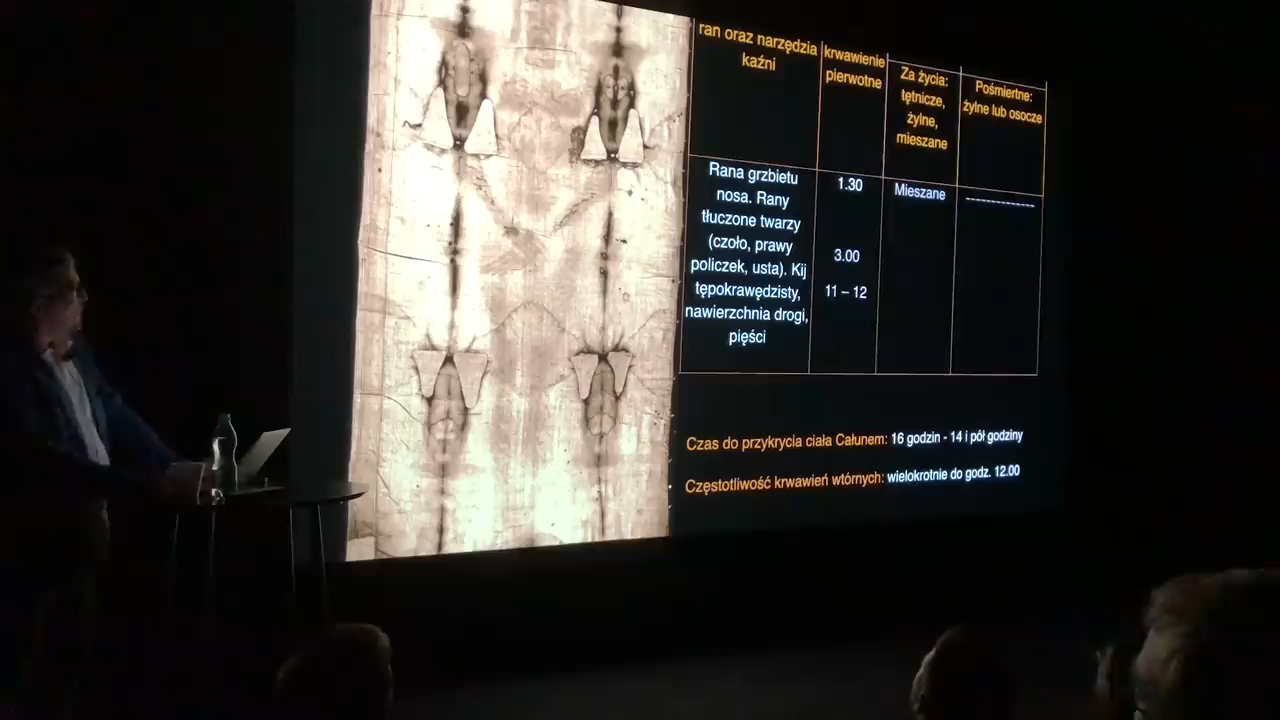 ran oraz narzędzia
kaźni
krwawienie
pierwotne
Za życia:
tętnicze,
żylne,
mieszane
Pośmiertne:
żylne lub osocze
Rana grzbietu
nosa. Rany
tłuczone twarzy
(czoło, prawy
policzek, usta). Kij
tępokrawędzisty,
nawierzchnia drogi,
pięści
1.30
3.00
11 – 12
Mieszane
--------------
Czas do przykrycia ciała Całunem: 16 godzin - 14 i pół godziny
Częstotliwość krwawień wtórnych: wielokrotnie do godz. 12.00